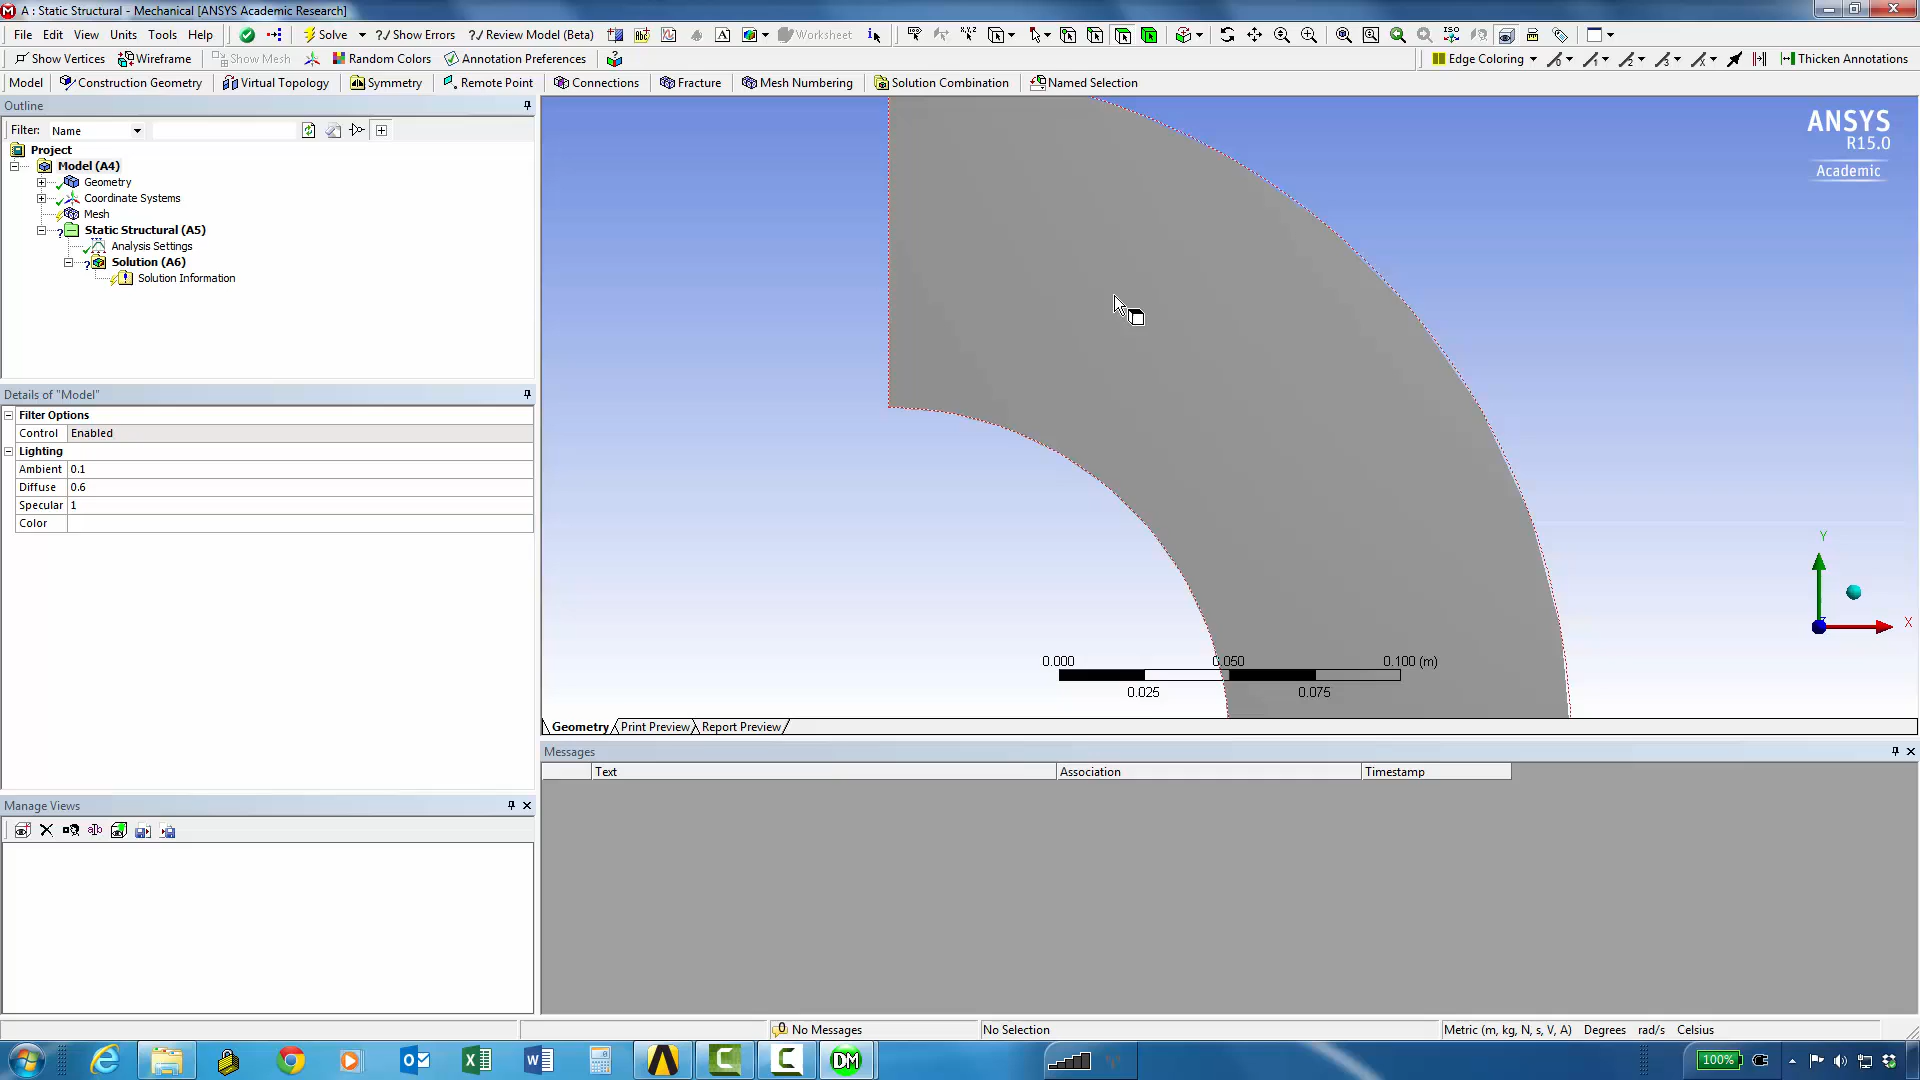 A : Static Structural - Mechanical [ANSYS Academic Research]
File Edit View Units Tools Help Solve ?/ Show Errors ?/ Review Model (Beta) Worksheet
Show Vertices Wireframe Show Mesh Random Colors Annotation Preferences Edge Coloring Thicken Annotations
Model Construction Geometry Virtual Topology Symmetry Remote Point Connections Fracture Mesh Numbering Solution Combination Named Selection
Outline
Filter: Name
Project
Model (A4)
Geometry
Coordinate Systems
Mesh
Static Structural (A5)
Analysis Settings
Solution (A6)
Solution Information
Details of "Model"
Filter Options
Control Enabled
Lighting
Ambient 0.1
Diffuse 0.6
Specular 1
Color
Manage Views
ANSYS
R15.0
Academic
Y
X
0.000 0.050 0.100 (m)
0.025 0.075
Geometry Print Preview Report Preview
Messages
Text Association Timestamp
No Messages No Selection Metric (m, kg, N, s, V, A) Degrees rad/s Celsius
DM
100%